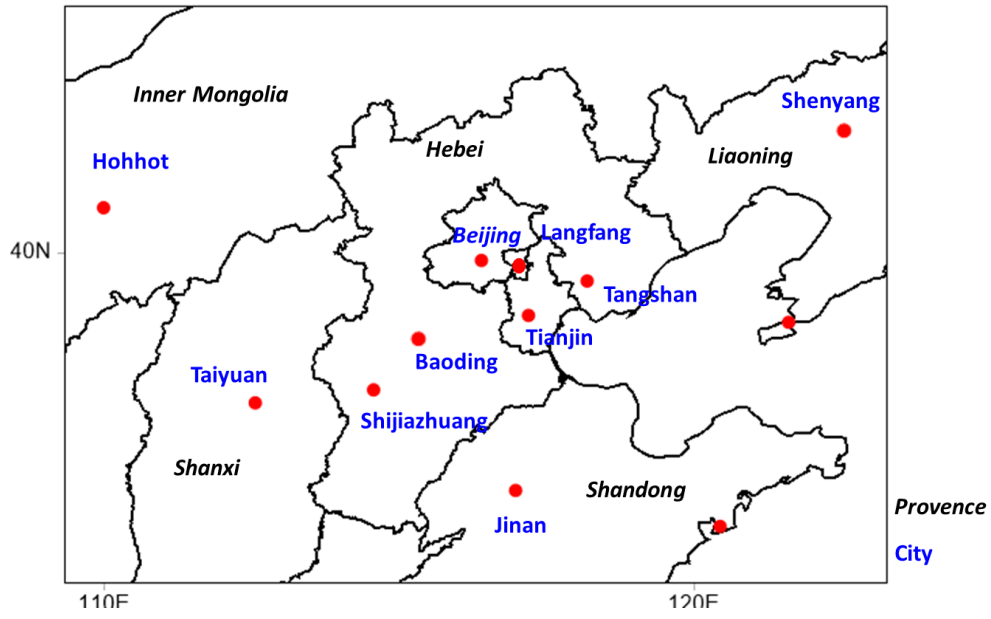 Shenyang
Inner Mongolia
Hebei
Liaoning
Hohhot
Beijing
Langfang
40N
Tangshan
Tianjin
Baoding
Taiyuan
Shijiazhuang
Shanxi
Shandong
Provence
Jinan
City
110E
120E